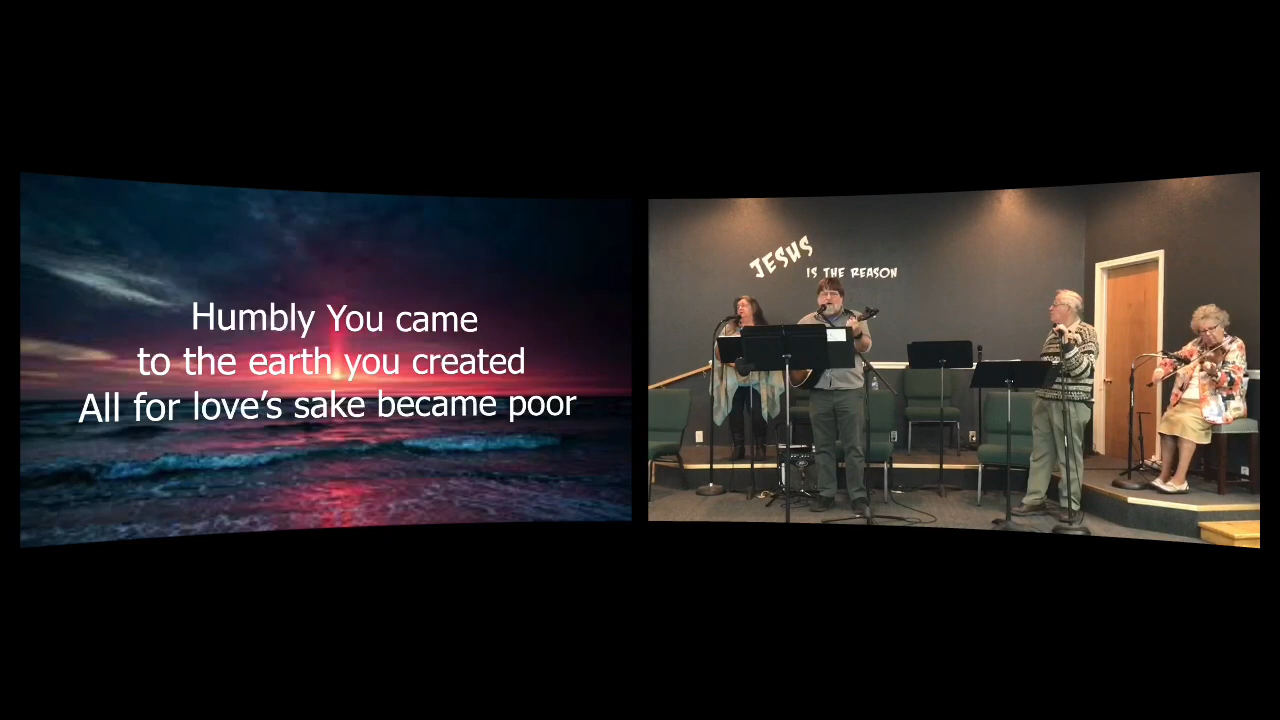 Humbly You came
to the earth you created
All for love's sake became poor
JESUS
IS THE REASON